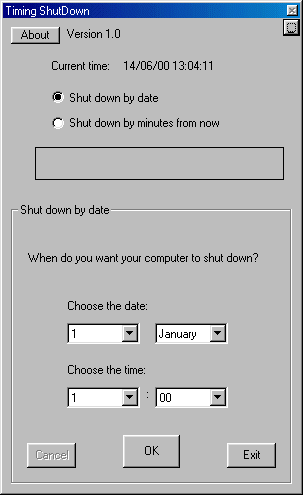 Timing ShutDown
About Version 1.0
Current time: 14/06/00 13:04:11
Shut down by date
Shut down by minutes from now
Shut down by date
When do you want your computer to shut down?
Choose the date:
1 January
Choose the time:
1 : 00
Cancel OK Exit